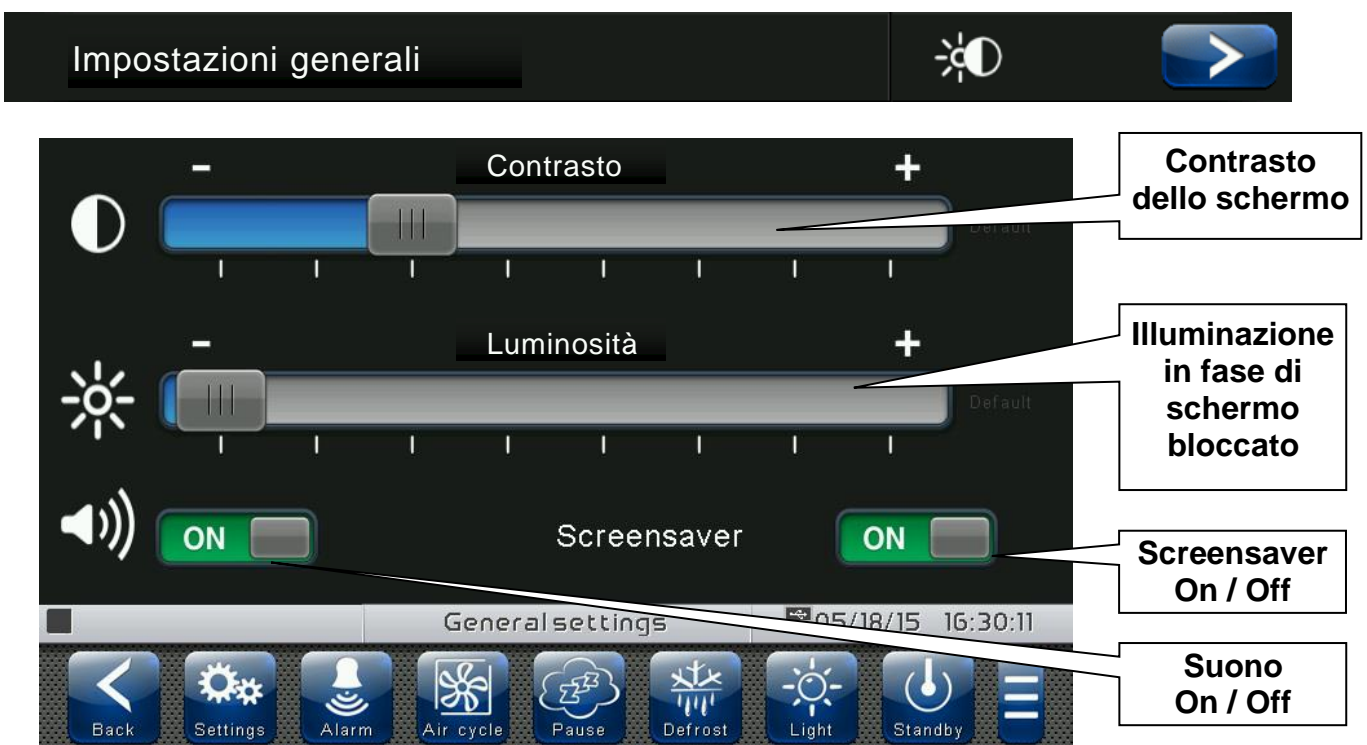 Impostazioni generali
- Contrasto +
Default
Contrasto
dello schermo
- Luminosità +
Default
Illuminazione
in fase di
schermo
bloccato
ON Screensaver ON
Screensaver
On / Off
General settings 05/18/15 16:30:11
Suono
On / Off
Back Settings Alarm Air cycle Pause Defrost Light Standby